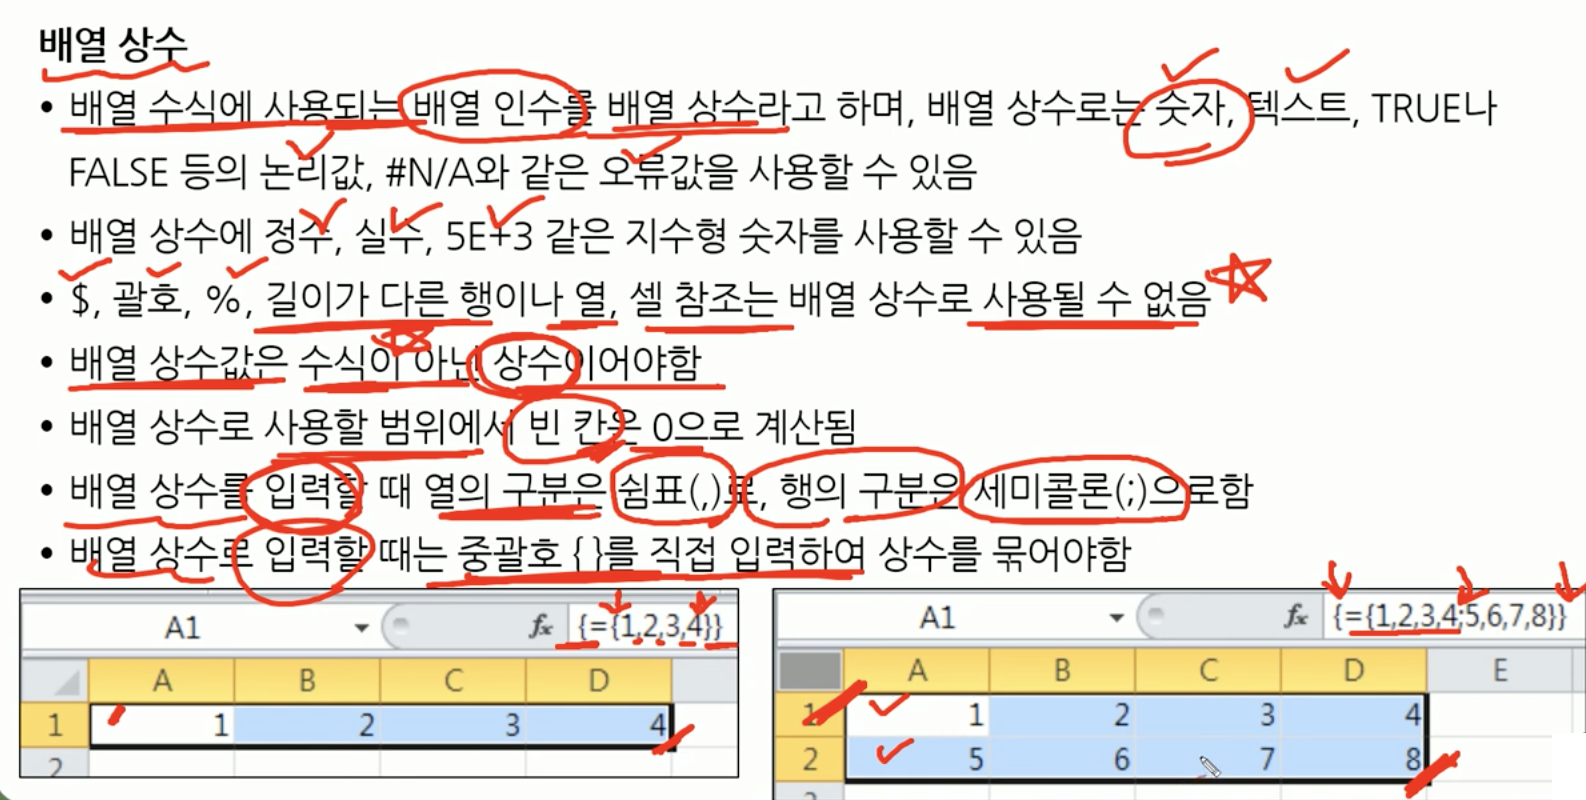 배열 상수
• 배열 수식에 사용되는 배열 인수를 배열 상수라고 하며, 배열 상수로는 숫자, 텍스트, TRUE나
FALSE 등의 논리값, #N/A와 같은 오류값을 사용할 수 있음
• 배열 상수에 정수, 실수, 5E+3 같은 지수형 숫자를 사용할 수 있음
• $, 괄호, %, 길이가 다른 행이나 열, 셀 참조는 배열 상수로 사용될 수 없음
• 배열 상수값은 수식이 아닌 상수이어야함
• 배열 상수로 사용할 범위에서 빈 칸은 0으로 계산됨
• 배열 상수를 입력할 때 열의 구분은 쉼표(,)로, 행의 구분은 세미콜론(;)으로함
• 배열 상수로 입력할 때는 중괄호 { }를 직접 입력하여 상수를 묶어야함
A1 fx {={1,2,3,4}}
A B C D
1 1 2 3 4
2
A1 fx {={1,2,3,4;5,6,7,8}}
A B C D E
1 1 2 3 4
2 5 6 7 8